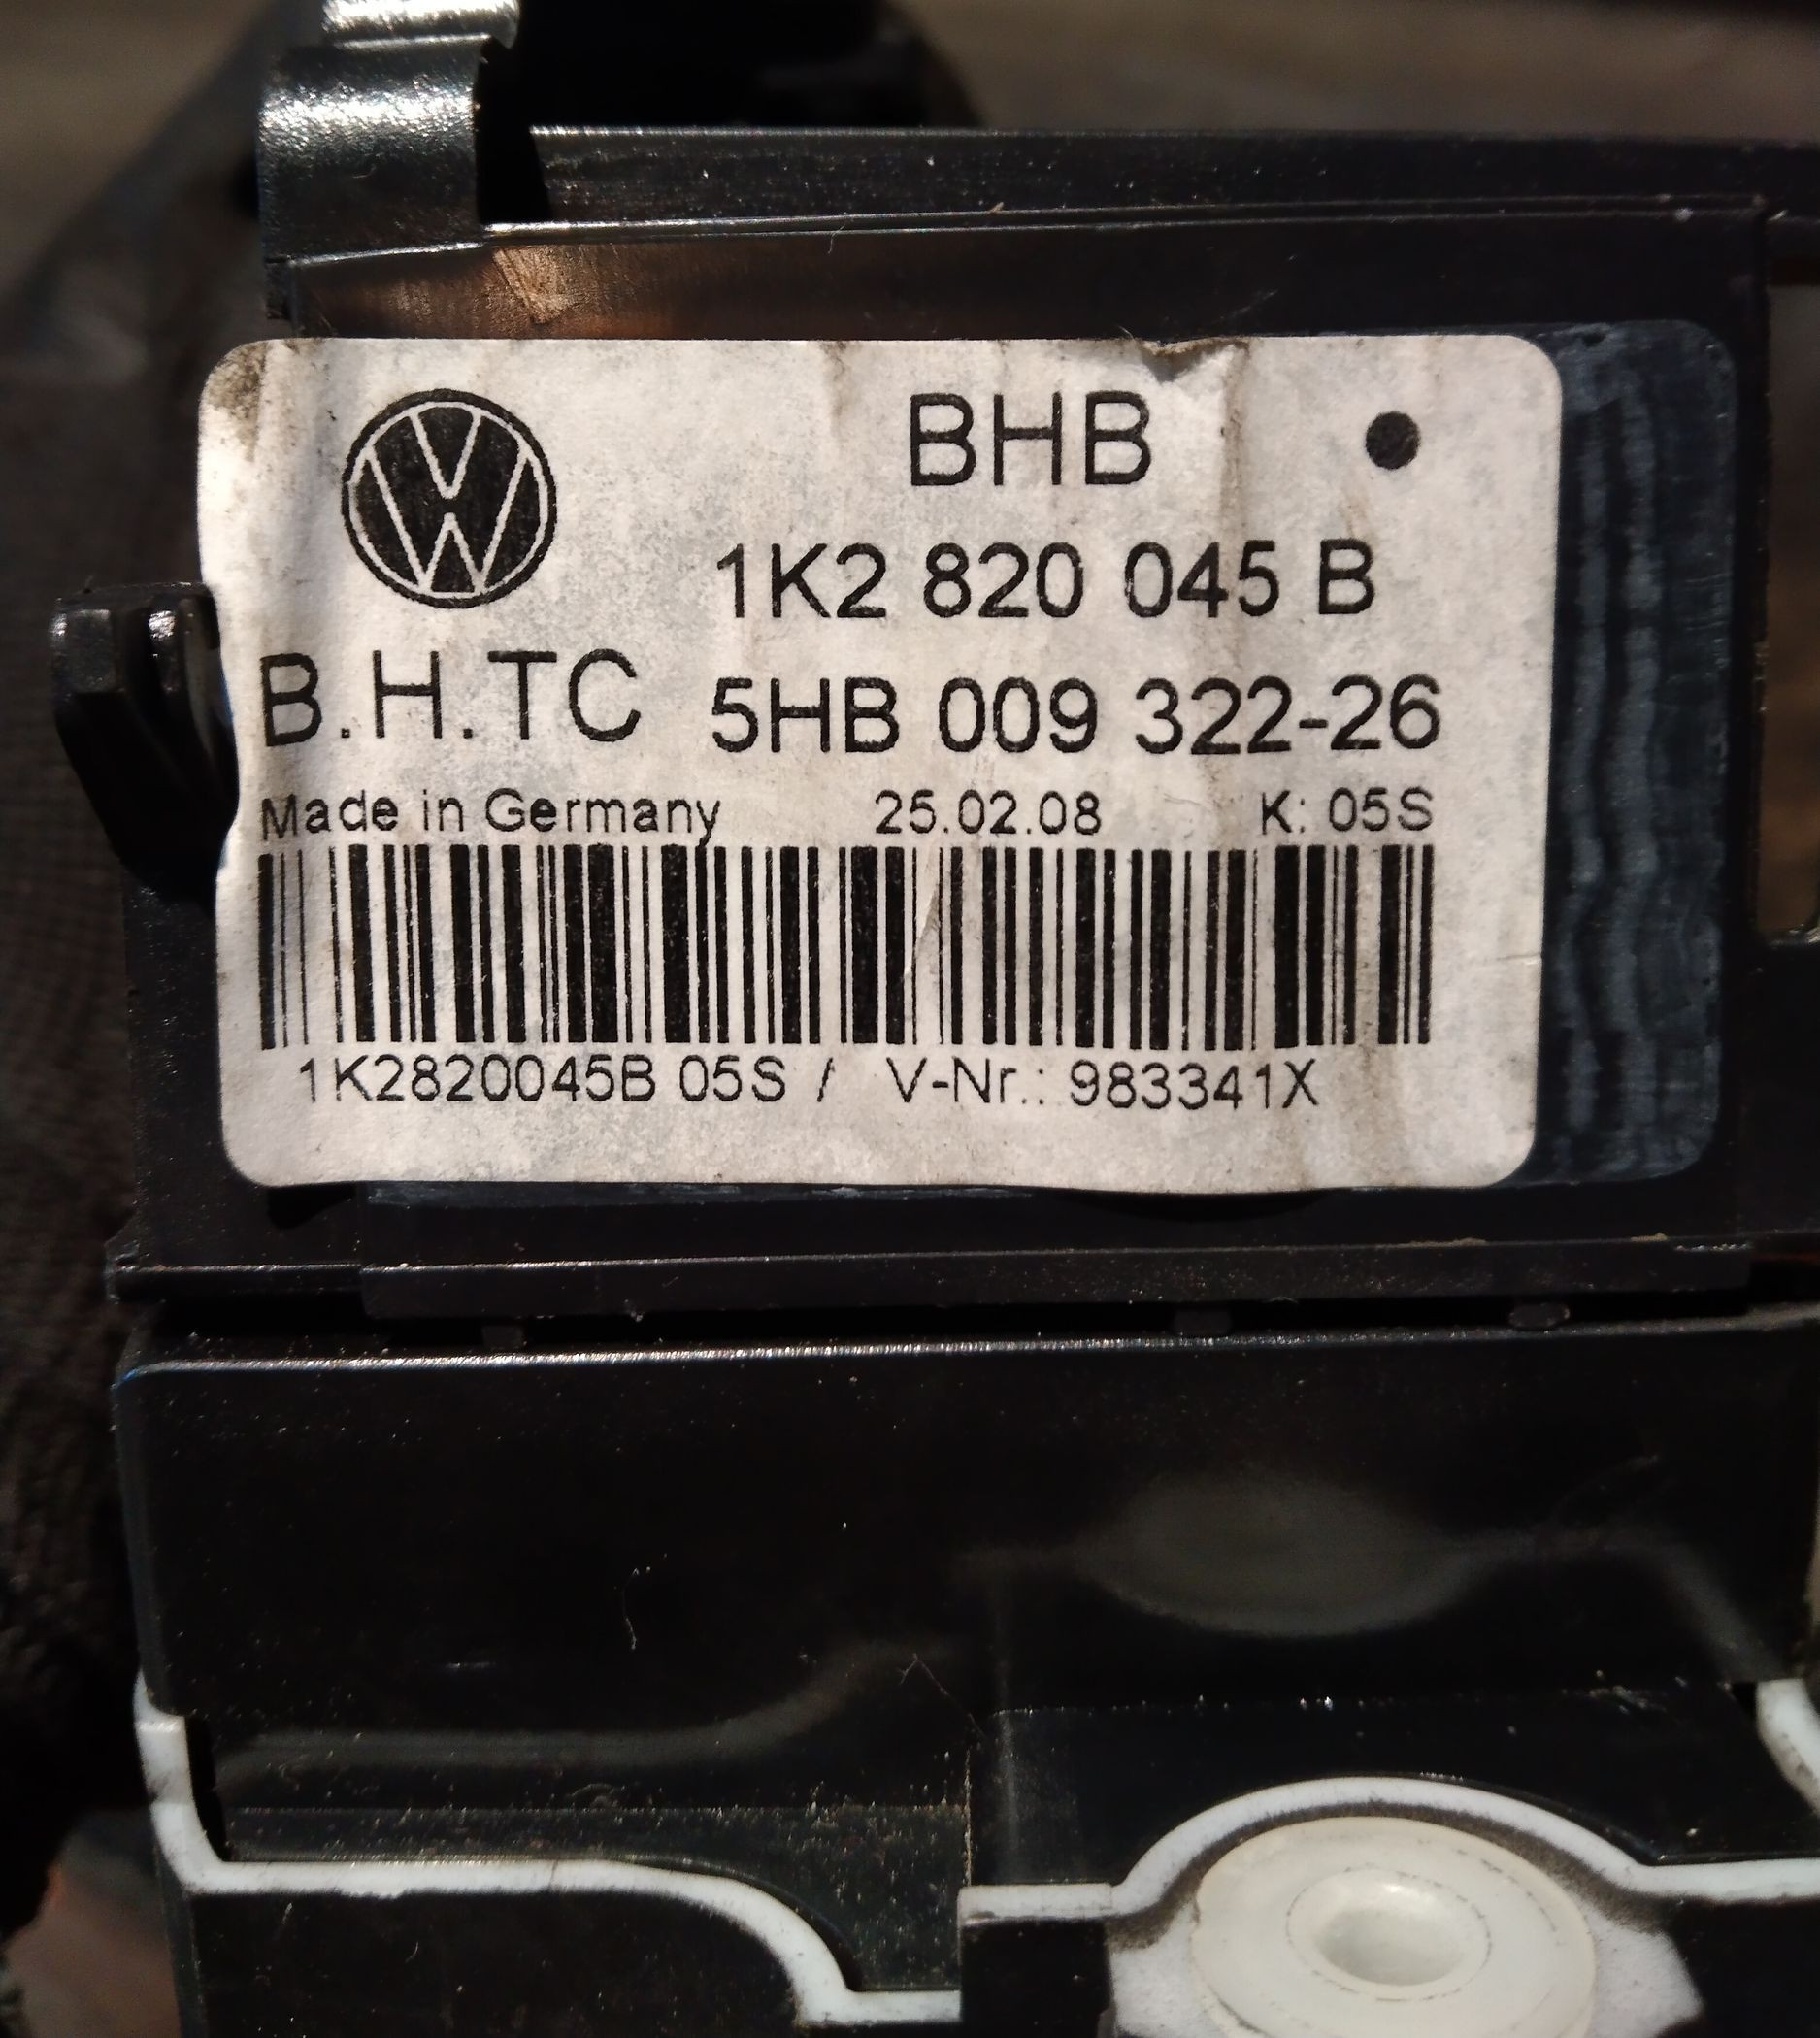 BHB
1K2 820 045 B
B.H.TC 5HB 009 322-26
Made in Germany 25.02.08 K: 05S
1K2820045B 05S / V-Nr.: 983341X